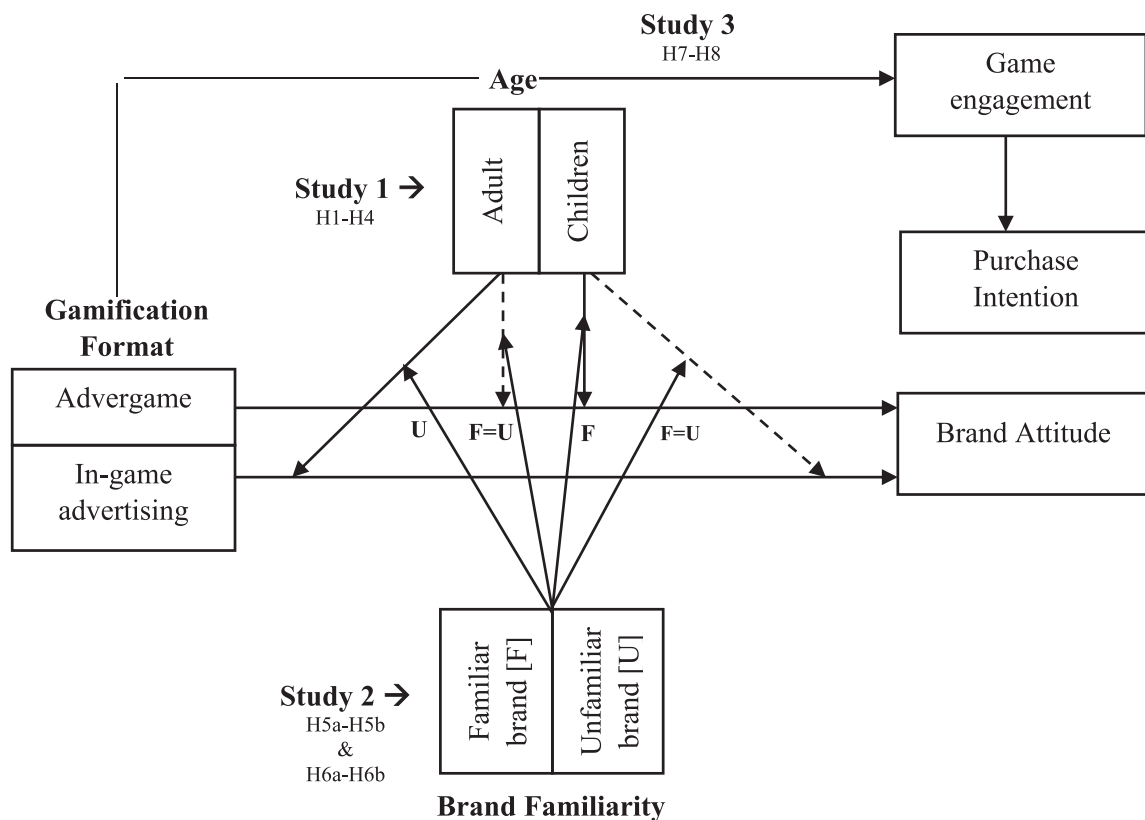 Study 3
H7-H8
Age
Game
engagement
Study 1 →
H1-H4
Adult
Children
Purchase
Intention
Gamification
Format
Advergame
In-game
advertising
U
F=U
F
F=U
Brand Attitude
Study 2 →
H5a-H5b
&
H6a-H6b
Familiar
brand [F]
Unfamiliar
brand [U]
Brand Familiarity